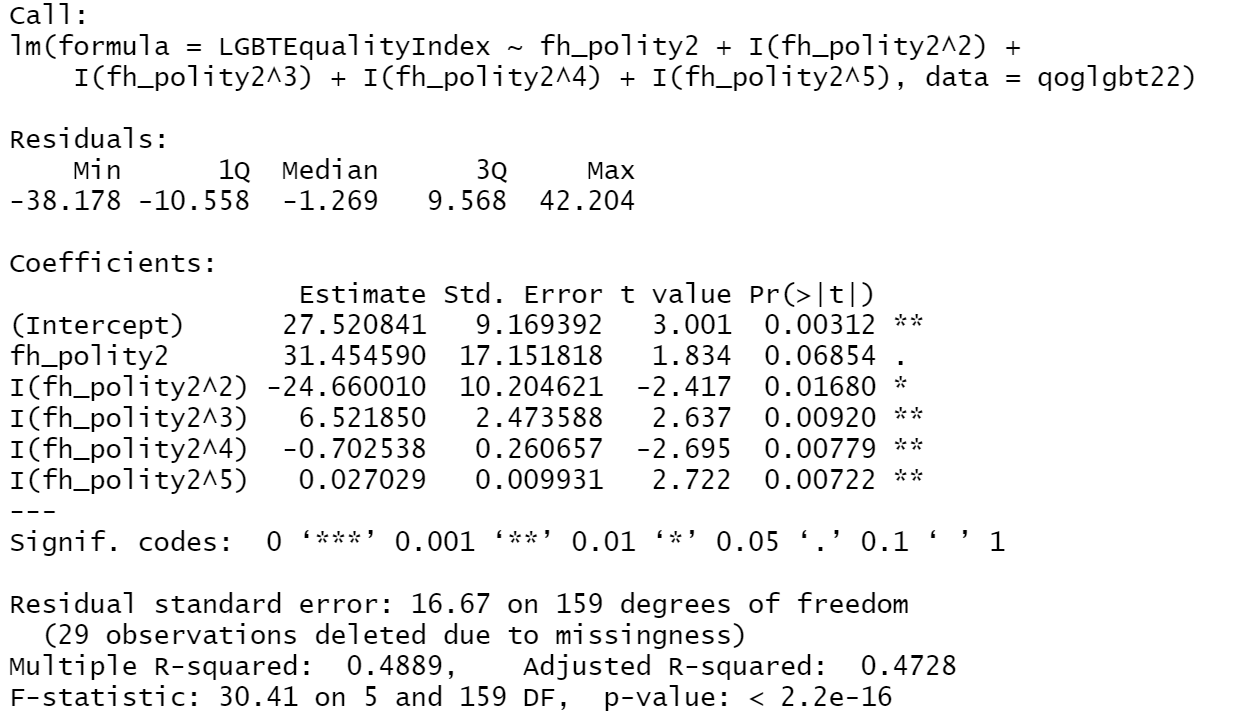 Call:
lm(formula = LGBTEqualityIndex ~ fh_polity2 + I(fh_polity2^2) +
    I(fh_polity2^3) + I(fh_polity2^4) + I(fh_polity2^5), data = qoglgbt22)

Residuals:
    Min      1Q  Median      3Q     Max
-38.178 -10.558  -1.269   9.568  42.204

Coefficients:
                 Estimate Std. Error t value Pr(>|t|)
(Intercept)      27.520841   9.169392   3.001  0.00312 **
fh_polity2       31.454590  17.151818   1.834  0.06854 .
I(fh_polity2^2) -24.660010  10.204621  -2.417  0.01680 *
I(fh_polity2^3)   6.521850   2.473588   2.637  0.00920 **
I(fh_polity2^4)  -0.702538   0.260657  -2.695  0.00779 **
I(fh_polity2^5)   0.027029   0.009931   2.722  0.00722 **
---
Signif. codes:  0 ‘***’ 0.001 ‘**’ 0.01 ‘*’ 0.05 ‘.’ 0.1 ‘ ’ 1

Residual standard error: 16.67 on 159 degrees of freedom
  (29 observations deleted due to missingness)
Multiple R-squared:  0.4889,    Adjusted R-squared:  0.4728
F-statistic: 30.41 on 5 and 159 DF,  p-value: < 2.2e-16